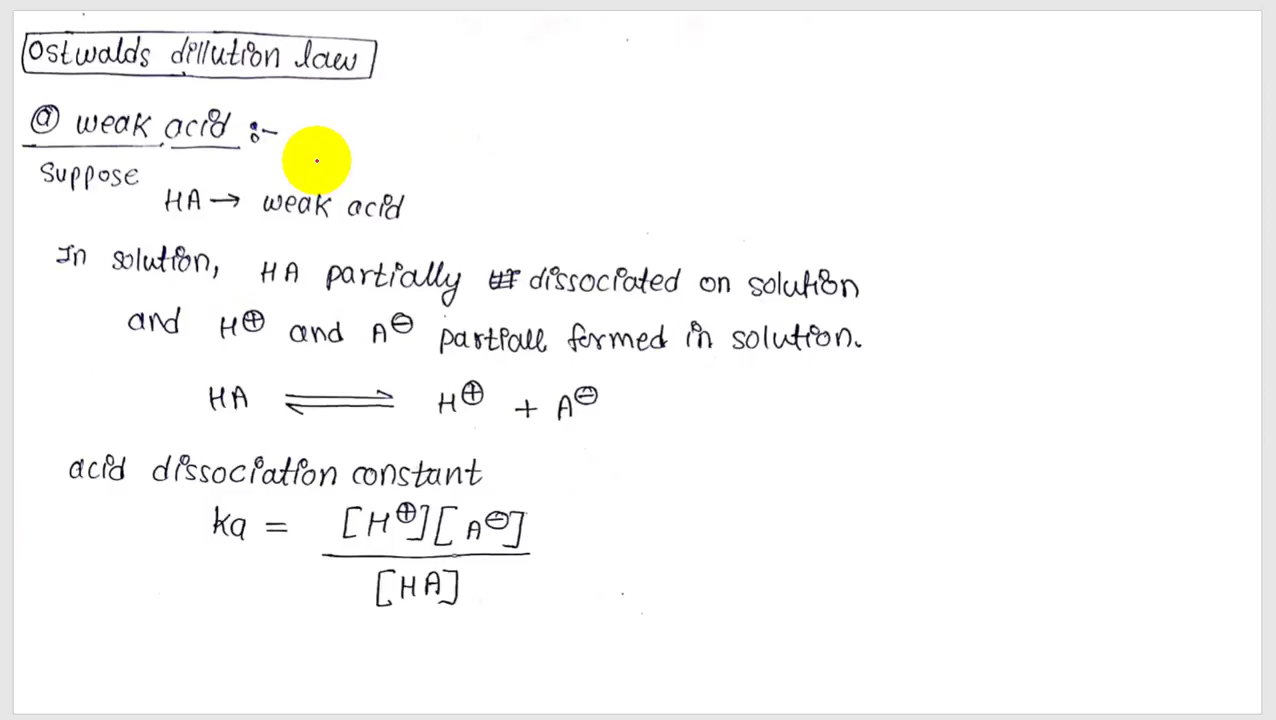 Ostwalds dillution law
ⓐ weak acid :-
Suppose
HA → weak acid
In solution, HA partially dissociated on solution
and H⊕ and A⊖ partiall formed in solution.
HA ⇌ H⊕ + A⊖
acid dissociation constant
Ka = [H⊕][A⊖]
[HA]